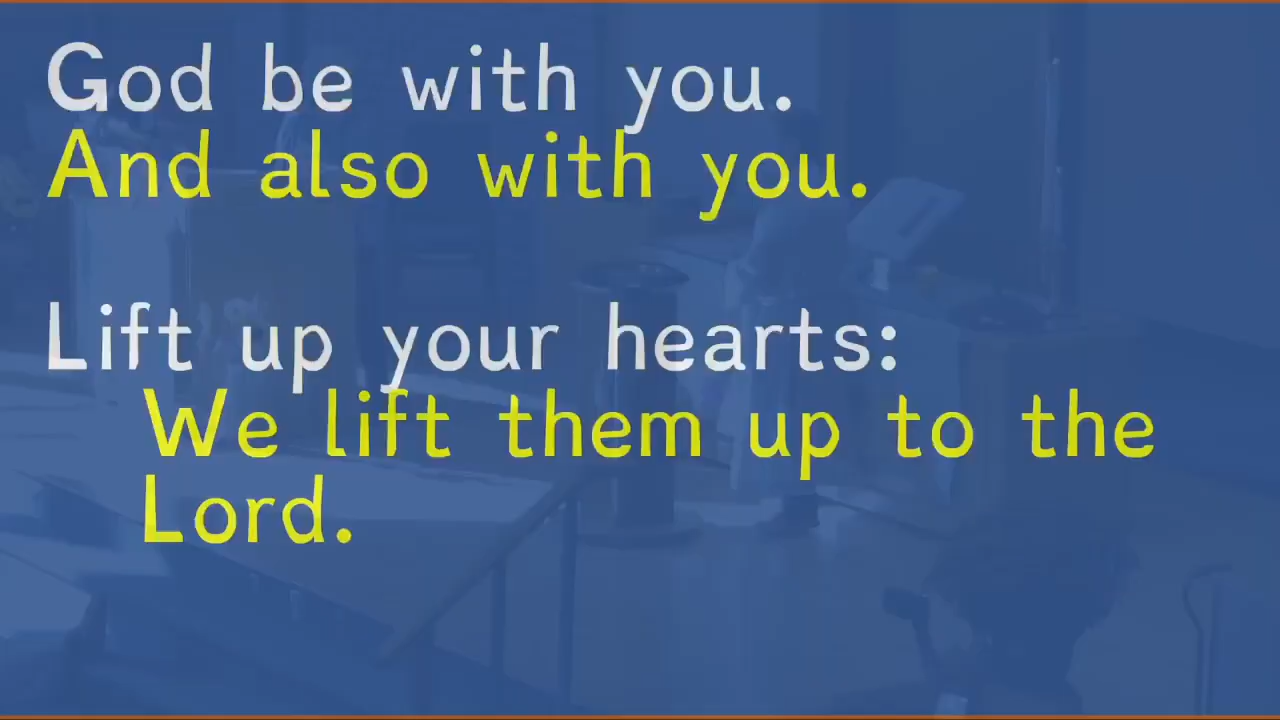 God be with you.
And also with you.
Lift up your hearts:
We lift them up to the
Lord.